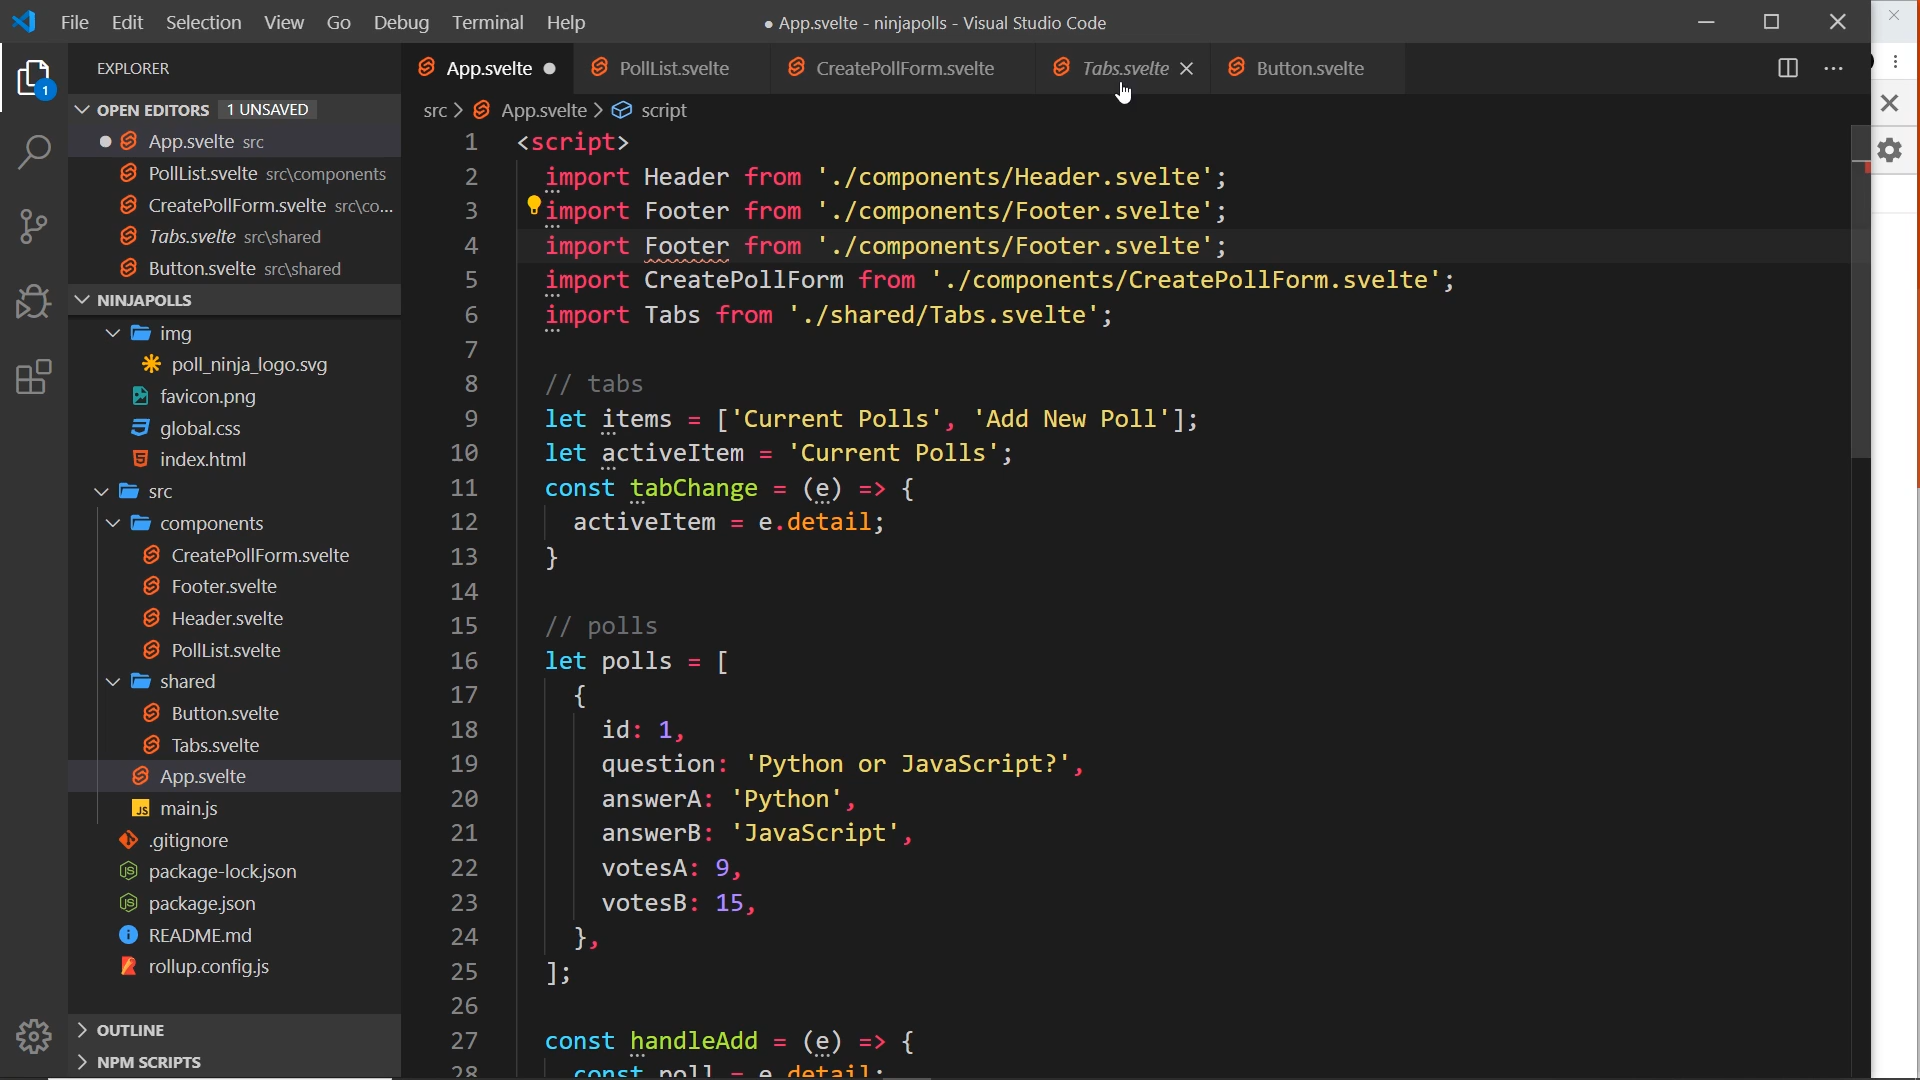 File Edit Selection View Go Debug Terminal Help
● App.svelte - ninjapolls - Visual Studio Code
EXPLORER
OPEN EDITORS 1 UNSAVED
App.svelte src
PollList.svelte src\components
CreatePollForm.svelte src\co...
Tabs.svelte src\shared
Button.svelte src\shared
NINJAPOLLS
img
poll_ninja_logo.svg
favicon.png
global.css
index.html
src
components
CreatePollForm.svelte
Footer.svelte
Header.svelte
PollList.svelte
shared
Button.svelte
Tabs.svelte
App.svelte
main.js
.gitignore
package-lock.json
package.json
README.md
rollup.config.js
OUTLINE
NPM SCRIPTS
1
App.svelte PollList.svelte CreatePollForm.svelte Tabs.svelte Button.svelte
src > App.svelte > script
1 <script>
2 import Header from './components/Header.svelte';
3 import Footer from './components/Footer.svelte';
4 import Footer from './components/Footer.svelte';
5 import CreatePollForm from './components/CreatePollForm.svelte';
6 import Tabs from './shared/Tabs.svelte';
7
8 // tabs
9 let items = ['Current Polls', 'Add New Poll'];
10 let activeItem = 'Current Polls';
11 const tabChange = (e) => {
12 activeItem = e.detail;
13 }
14
15 // polls
16 let polls = [
17 {
18 id: 1,
19 question: 'Python or JavaScript?',
20 answerA: 'Python',
21 answerB: 'JavaScript',
22 votesA: 9,
23 votesB: 15,
24 },
25 ];
26
27 const handleAdd = (e) => {
28 const poll = e.detail;